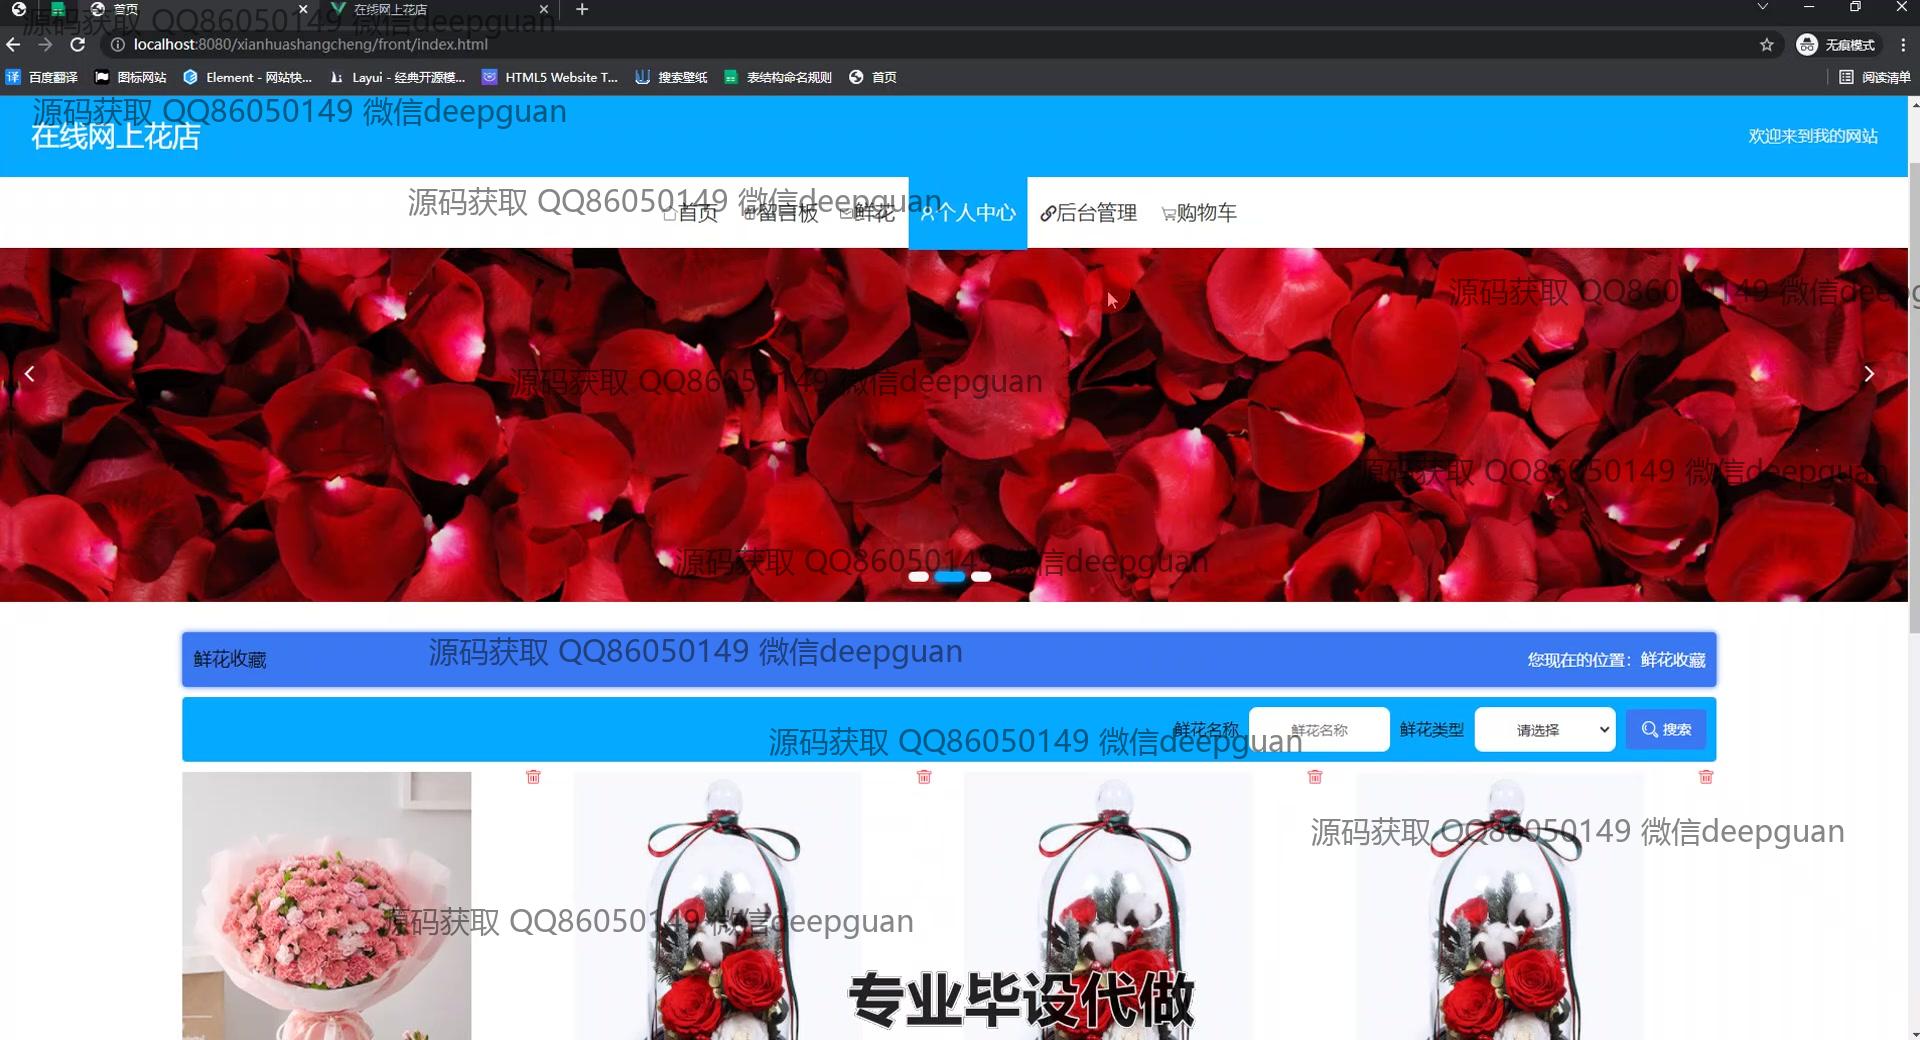 首页
在线网上花店
源码获取 QQ86050149 微信deepguan
localhost:8080/xianhuashangcheng/front/index.html
无痕模式
百度翻译
图标网站
Element - 网站快...
Layui - 经典开源模...
HTML5 Website T...
搜索壁纸
表结构命名规则
首页
阅读清单
源码获取 QQ86050149 微信deepguan
在线网上花店
欢迎来到我的网站
源码获取 QQ86050149 微信deepguan
首页
留言板
鲜花
个人中心
后台管理
购物车
源码获取 QQ86050149 微信deepg
源码获取 QQ86050149 微信deepguan
源码获取 QQ86050149 微信deepguan
源码获取 QQ86050149 微信deepguan
鲜花收藏
源码获取 QQ86050149 微信deepguan
您现在的位置：鲜花收藏
鲜花名称
鲜花名称
鲜花类型
请选择
搜索
源码获取 QQ86050149 微信deepguan
源码获取 QQ86050149 微信deepguan
源码获取 QQ86050149 微信deepguan
专业毕设代做